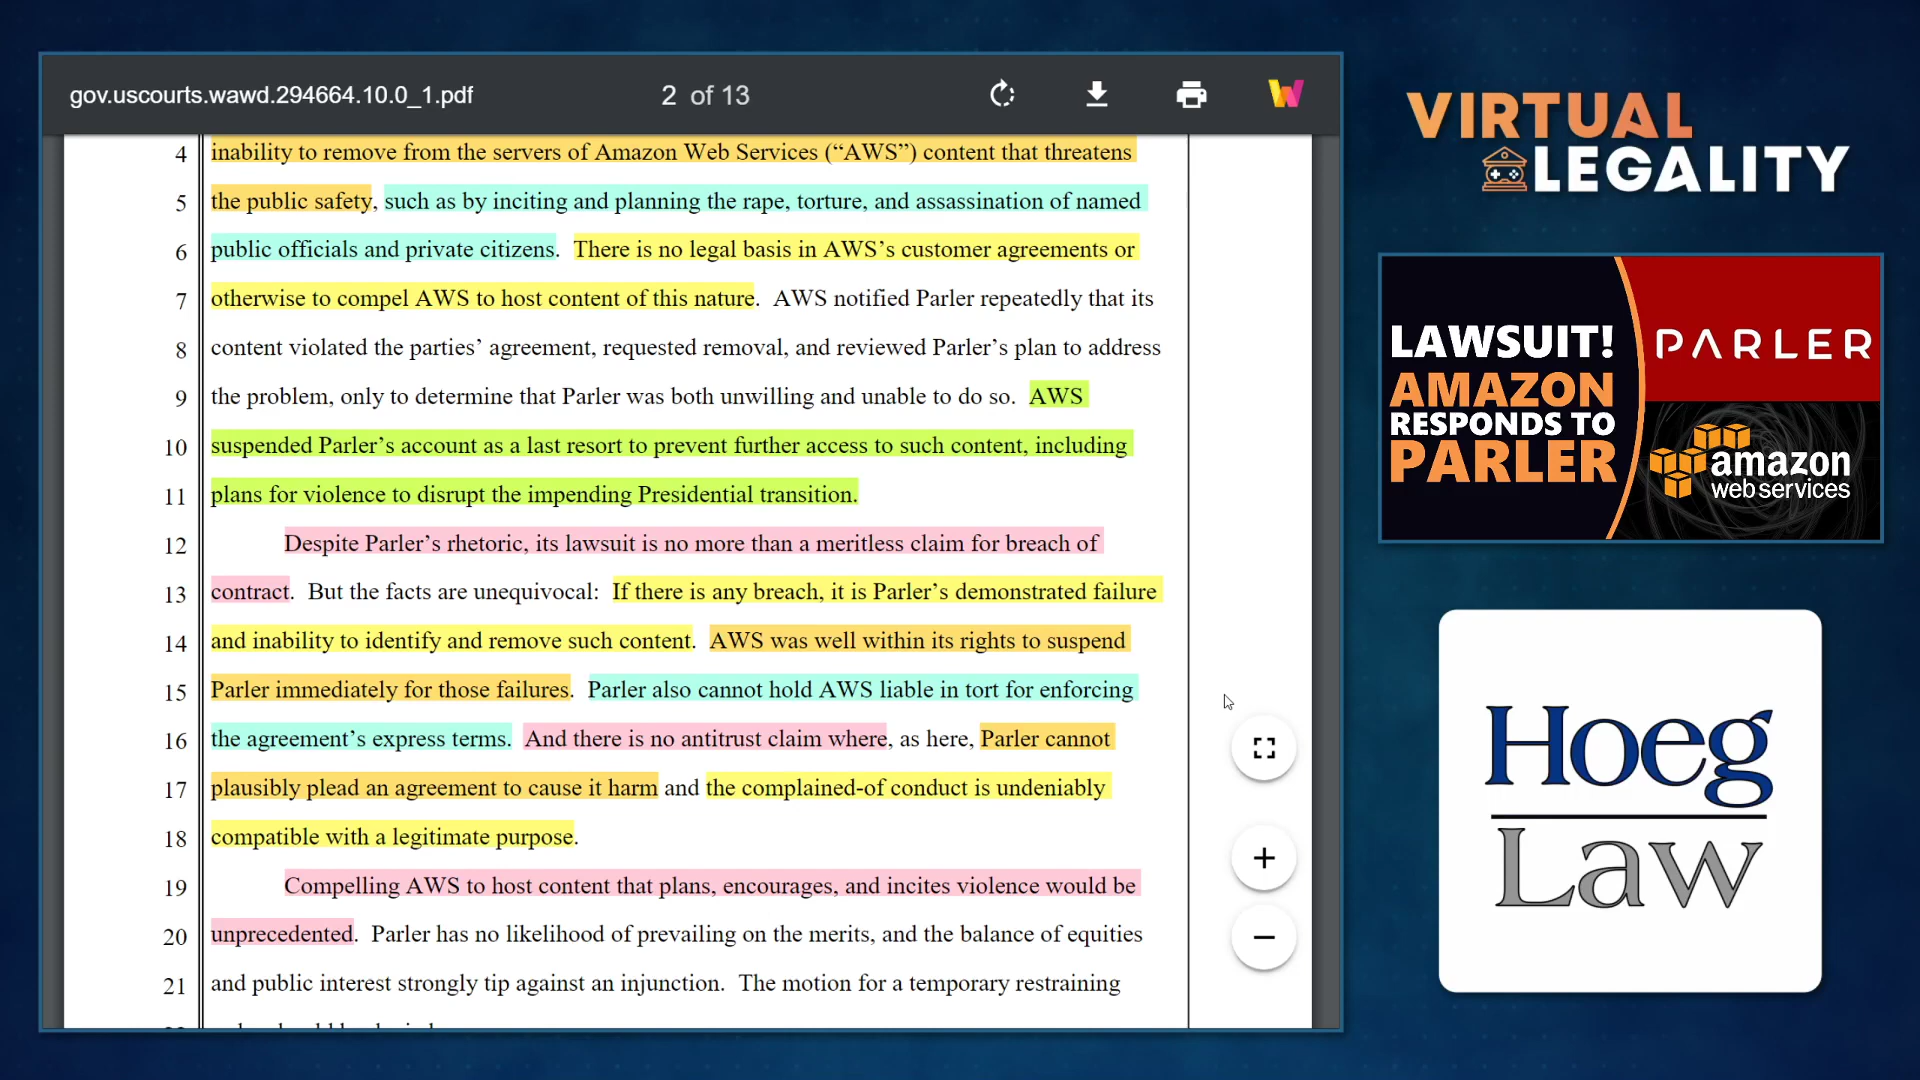 gov.uscourts.wawd.294664.10.0_1.pdf
2 of 13
4 inability to remove from the servers of Amazon Web Services (“AWS”) content that threatens
5 the public safety, such as by inciting and planning the rape, torture, and assassination of named
6 public officials and private citizens. There is no legal basis in AWS’s customer agreements or
7 otherwise to compel AWS to host content of this nature. AWS notified Parler repeatedly that its
8 content violated the parties’ agreement, requested removal, and reviewed Parler’s plan to address
9 the problem, only to determine that Parler was both unwilling and unable to do so. AWS
10 suspended Parler’s account as a last resort to prevent further access to such content, including
11 plans for violence to disrupt the impending Presidential transition.
12 Despite Parler’s rhetoric, its lawsuit is no more than a meritless claim for breach of
13 contract. But the facts are unequivocal: If there is any breach, it is Parler’s demonstrated failure
14 and inability to identify and remove such content. AWS was well within its rights to suspend
15 Parler immediately for those failures. Parler also cannot hold AWS liable in tort for enforcing
16 the agreement’s express terms. And there is no antitrust claim where, as here, Parler cannot
17 plausibly plead an agreement to cause it harm and the complained-of conduct is undeniably
18 compatible with a legitimate purpose.
19 Compelling AWS to host content that plans, encourages, and incites violence would be
20 unprecedented. Parler has no likelihood of prevailing on the merits, and the balance of equities
21 and public interest strongly tip against an injunction. The motion for a temporary restraining
VIRTUAL
LEGALITY
LAWSUIT!
AMAZON
RESPONDS TO
PARLER
PARLER
amazon
web services
Hoeg
Law